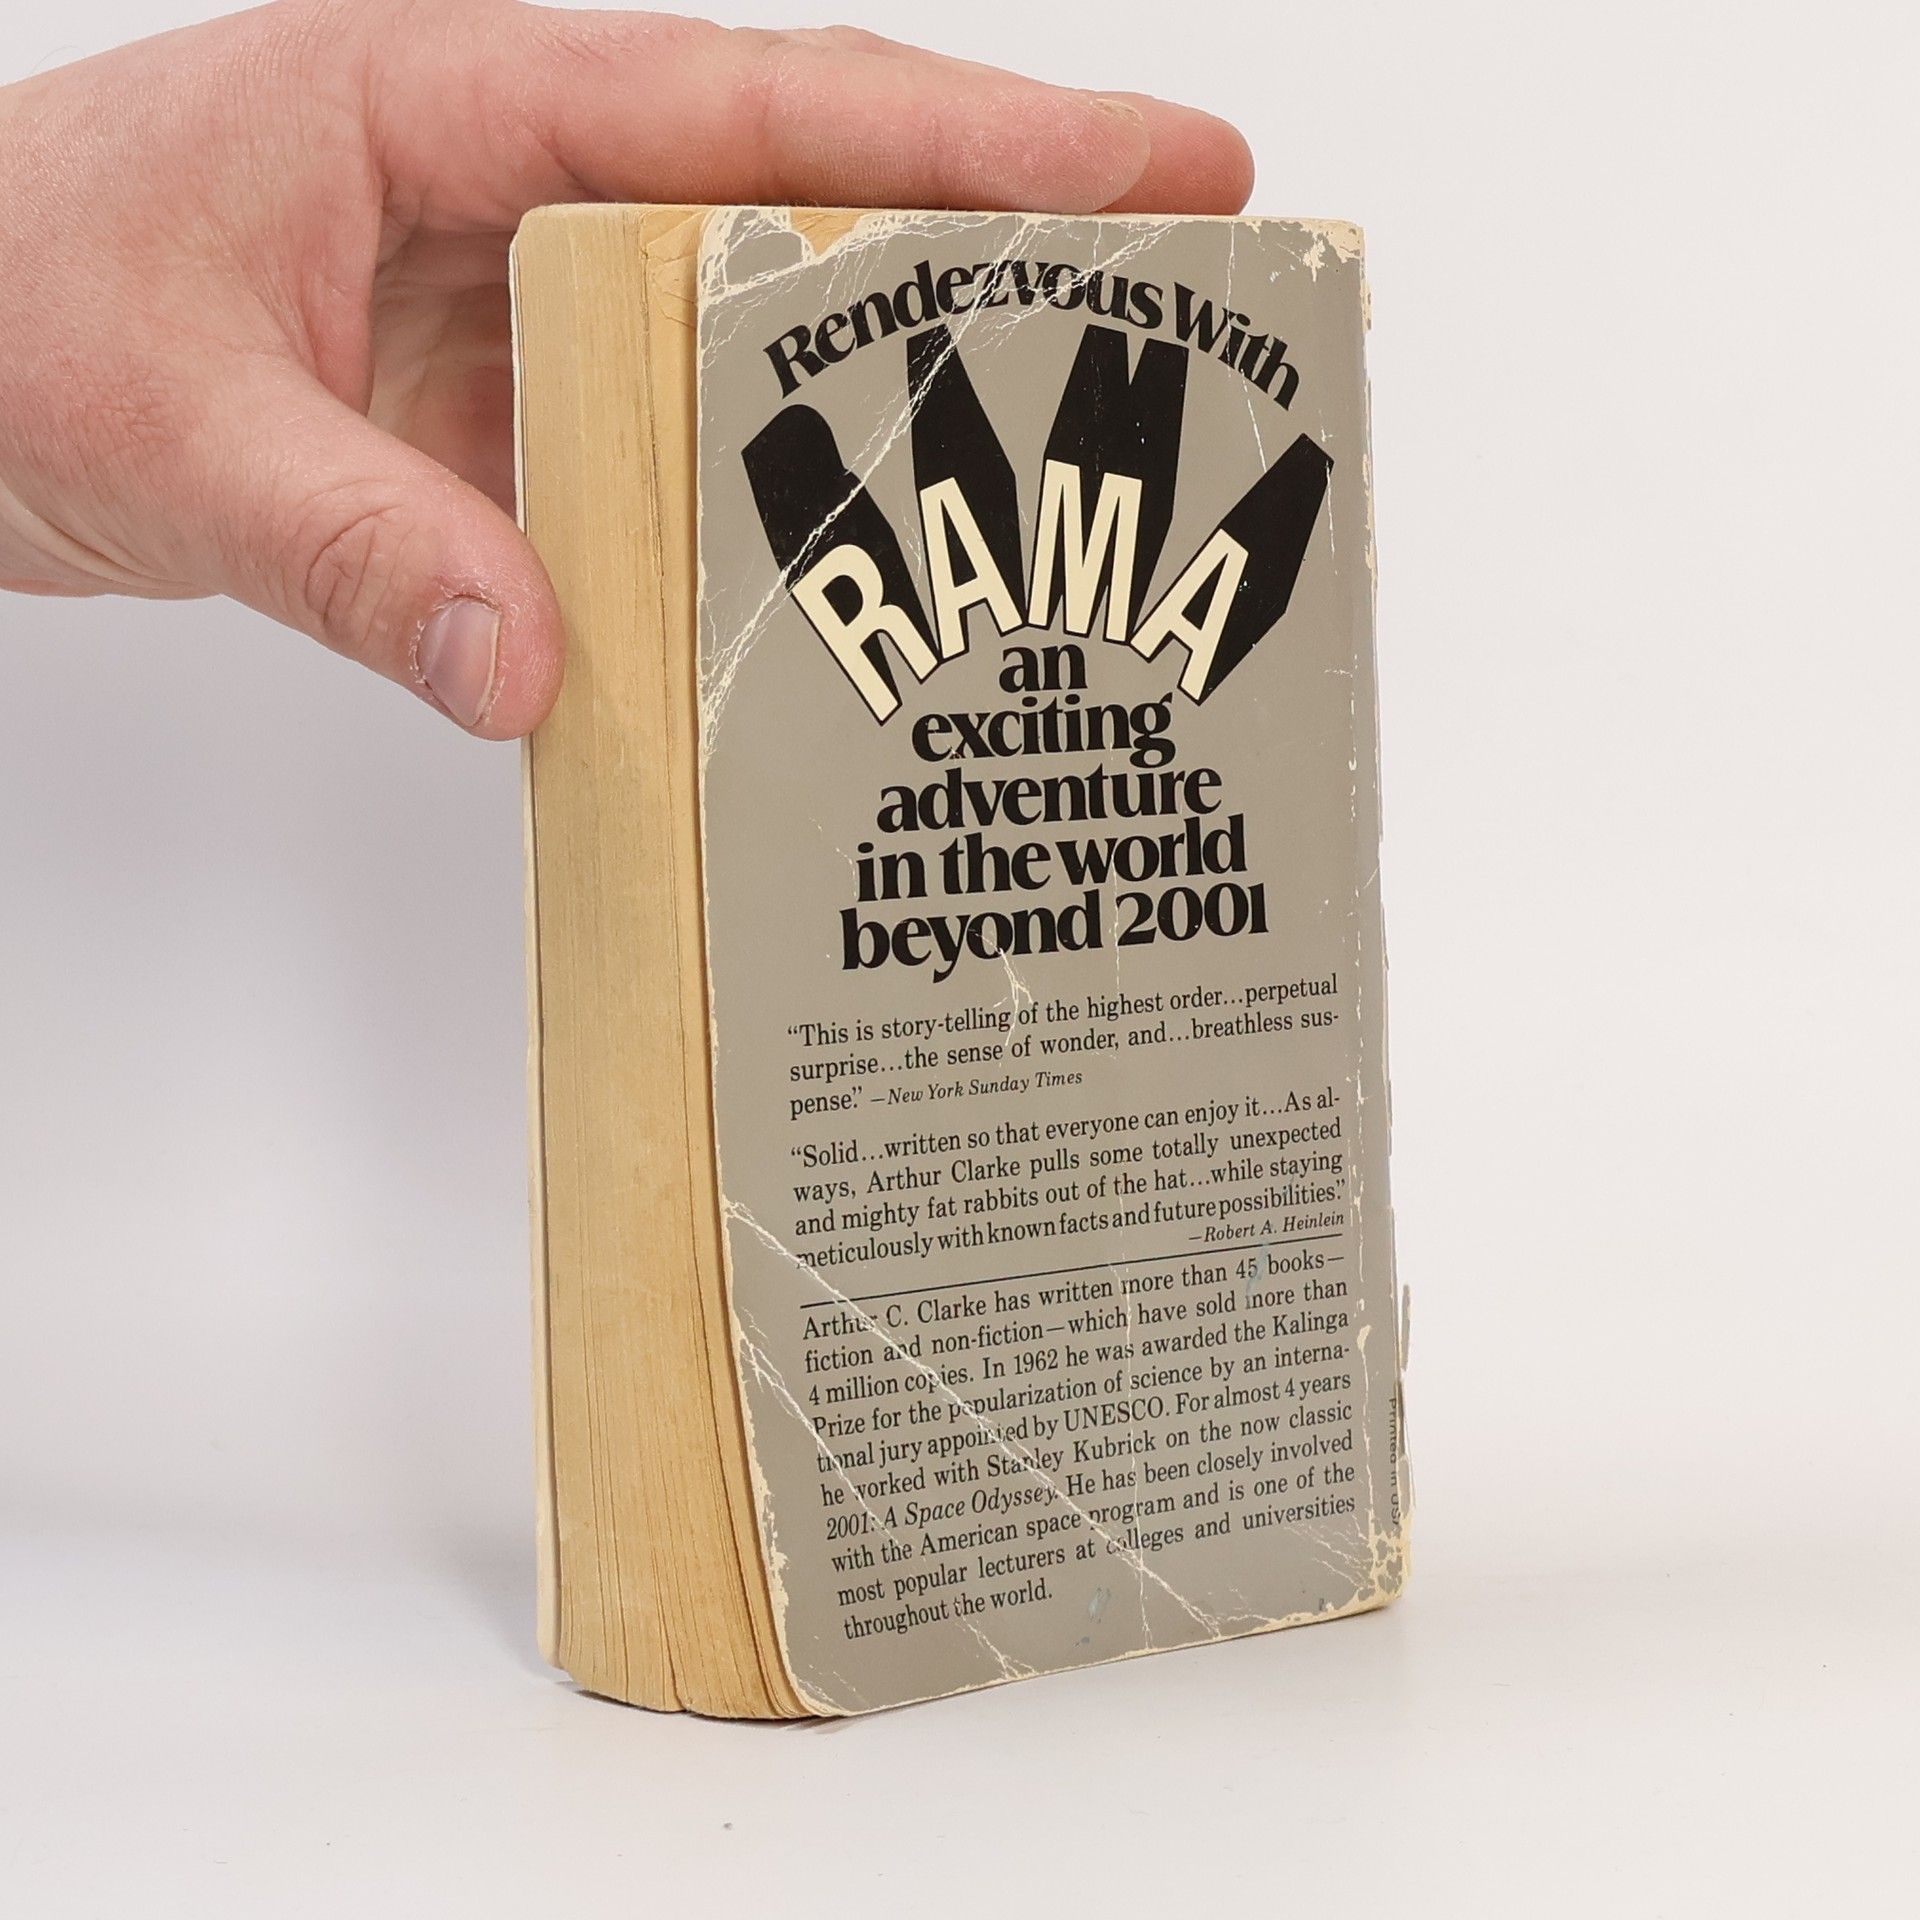 Rendezvous With
RAMA
an
exciting
adventure
in the world
beyond 2001
“This is story-telling of the highest order...perpetual
surprise...the sense of wonder, and...breathless sus-
pense.” —New York Sunday Times
“Solid...written so that everyone can enjoy it...As al-
ways, Arthur Clarke pulls some totally unexpected
and mighty fat rabbits out of the hat...while staying
meticulously with known facts and future possibilities.”
—Robert A. Heinlein
Arthur C. Clarke has written more than 45 books—
fiction and non-fiction—which have sold more than
4 million copies. In 1962 he was awarded the Kalinga
Prize for the popularization of science by an interna-
tional jury appointed by UNESCO. For almost 4 years
he worked with Stanley Kubrick on the now classic
2001: A Space Odyssey. He has been closely involved
with the American space program and is one of the
most popular lecturers at colleges and universities
throughout the world.
Printed in USA